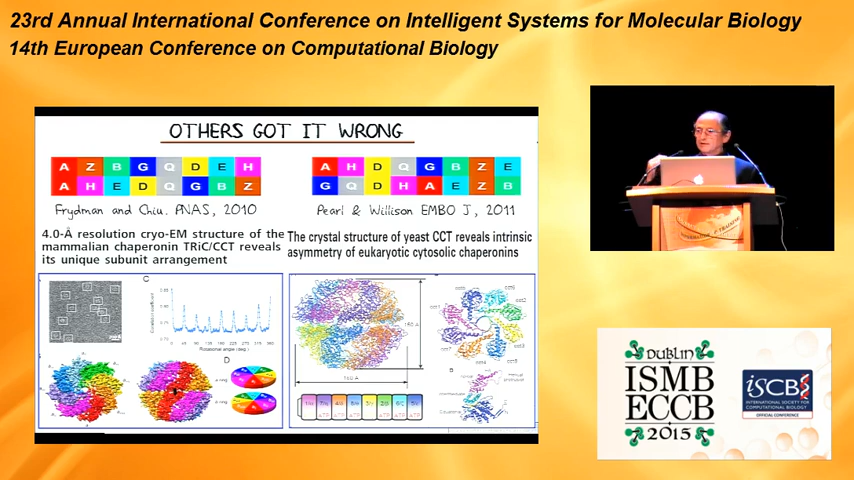 23rd Annual International Conference on Intelligent Systems for Molecular Biology
14th European Conference on Computational Biology
OTHERS GOT IT WRONG
A Z B G Q D E H
A H E D Q G B Z
Frydman and Chiu. PNAS, 2010
4.0-Å resolution cryo-EM structure of the
mammalian chaperonin TRiC/CCT reveals
its unique subunit arrangement
A H D Q G B Z E
G Q D H A E Z B
Pearl & Willison EMBO J, 2011
The crystal structure of yeast CCT reveals intrinsic
asymmetry of eukaryotic cytosolic chaperonins
C
Rotational angle
D
160 A
B
DUBLIN
ISMB
ECCB
2015
ISCB
INTERNATIONAL SOCIETY FOR
COMPUTATIONAL BIOLOGY
OFFICIAL CONFERENCE